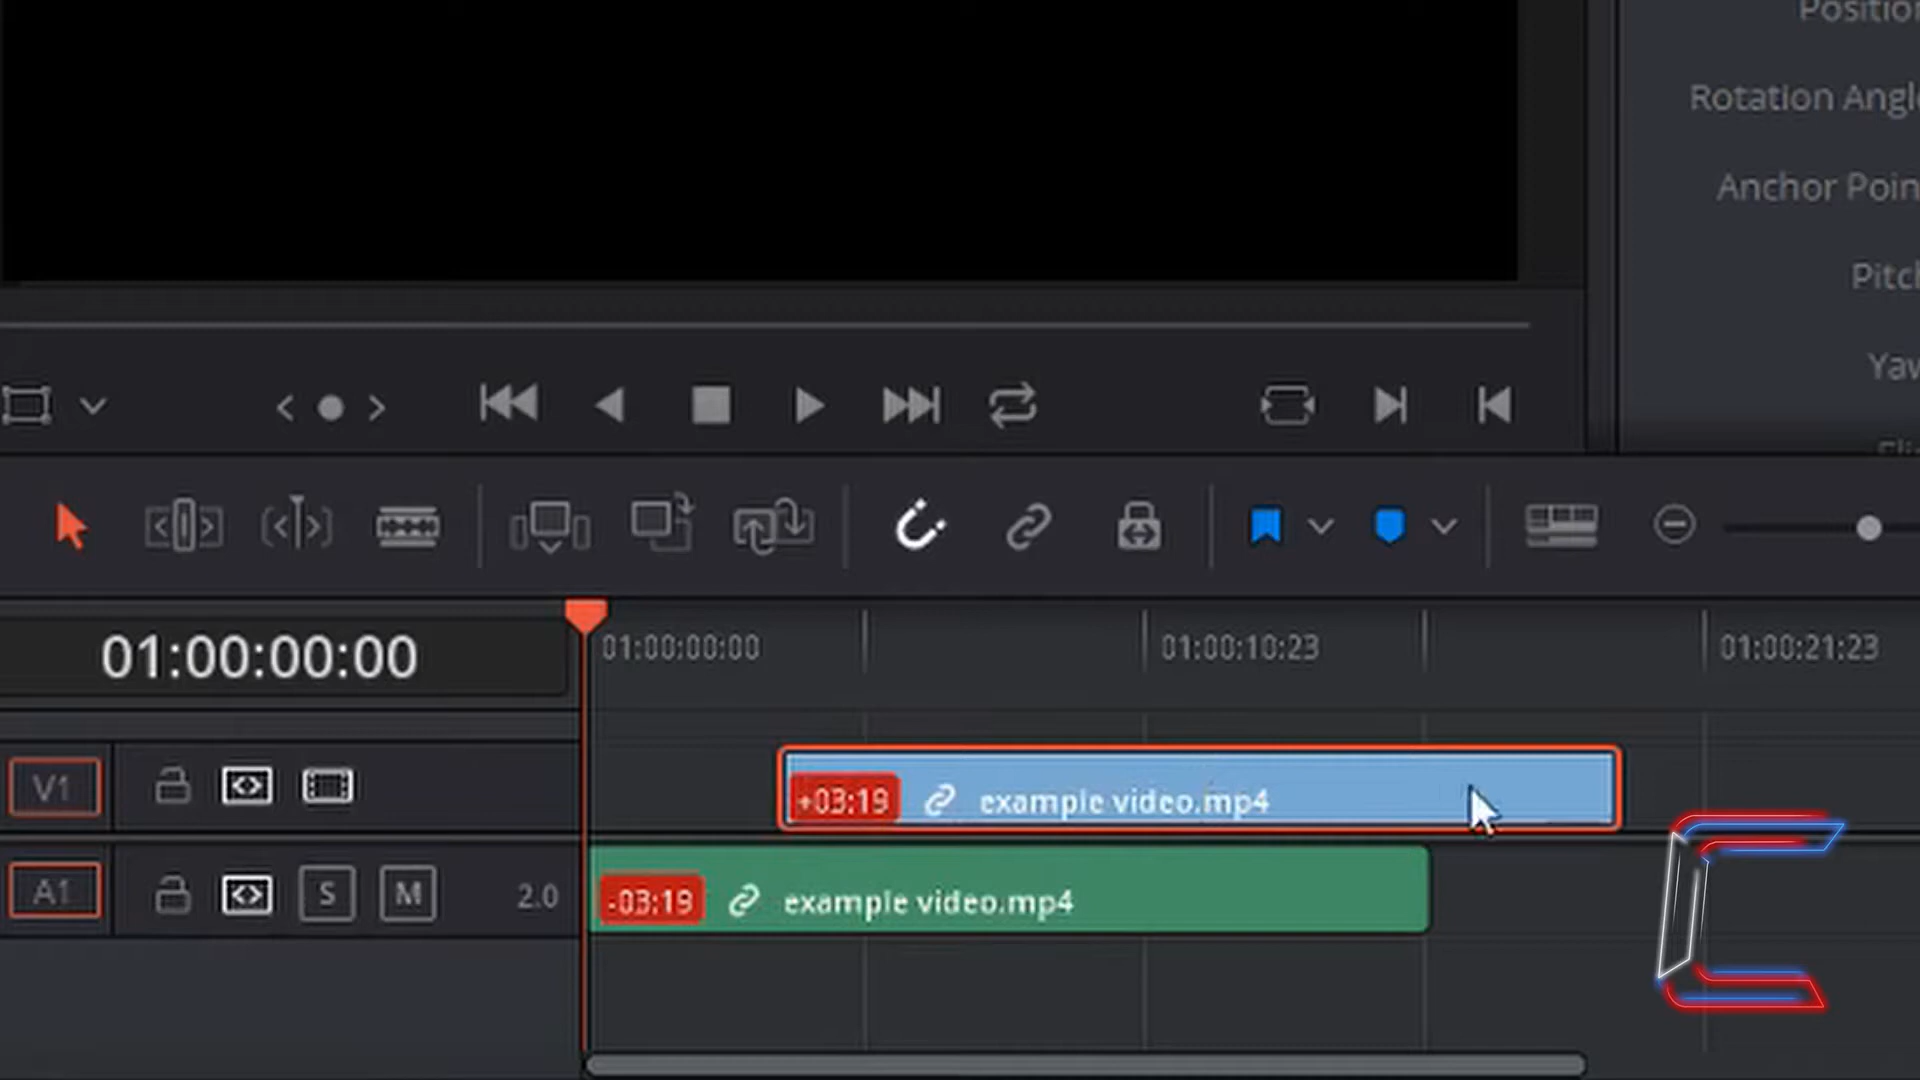 Position
Rotation Angle
Anchor Poin
Pitch
Yaw
01:00:00:00
01:00:00:00
01:00:10:23
01:00:21:23
V1
+03:19
example video.mp4
A1
S
M
2.0
-03:19
example video.mp4